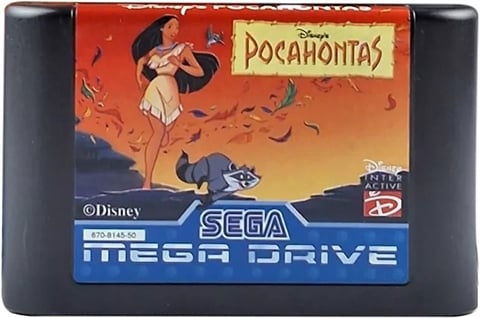 Disney's
POCAHONTAS
Disney
INTER
ACTIVE
D
©Disney
SEGA
670-8145-50
MEGA DRIVE